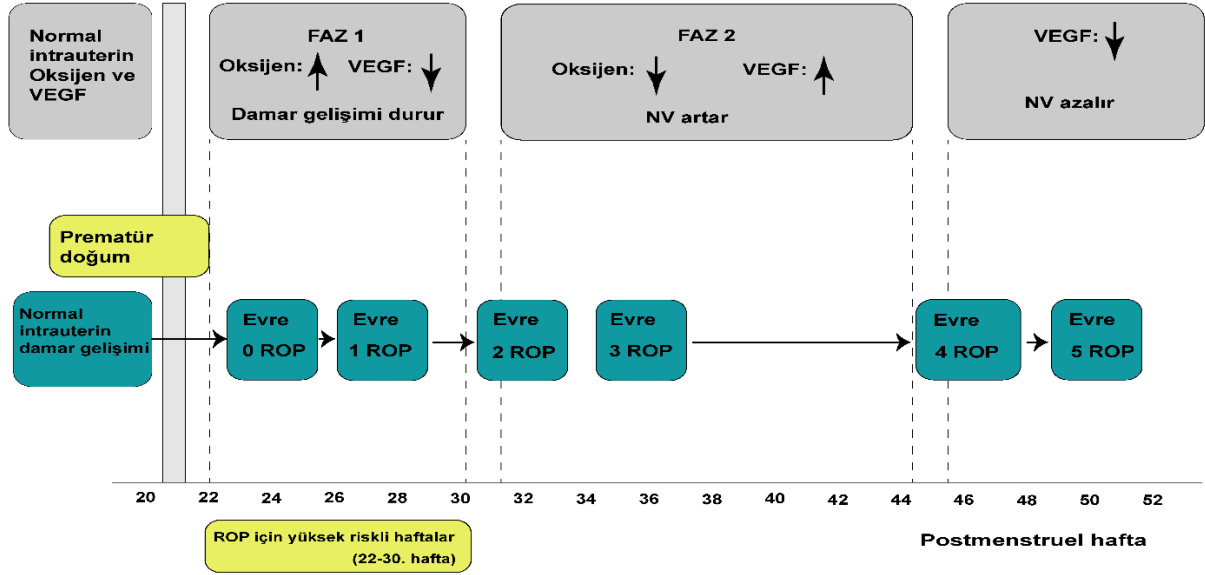 Normal
intrauterin
Oksijen ve
VEGF
FAZ 1
Oksijen: VEGF:
Damar gelişimi durur
FAZ 2
Oksijen: VEGF:
NV artar
VEGF:
NV azalır
Prematür
doğum
Normal
intrauterin
damar gelişimi
Evre
0 ROP
Evre
1 ROP
Evre
2 ROP
Evre
3 ROP
Evre
4 ROP
Evre
5 ROP
20 22 24 26 28 30 32 34 36 38 40 42 44 46 48 50 52
ROP için yüksek riskli haftalar
(22-30. hafta)
Postmenstruel hafta